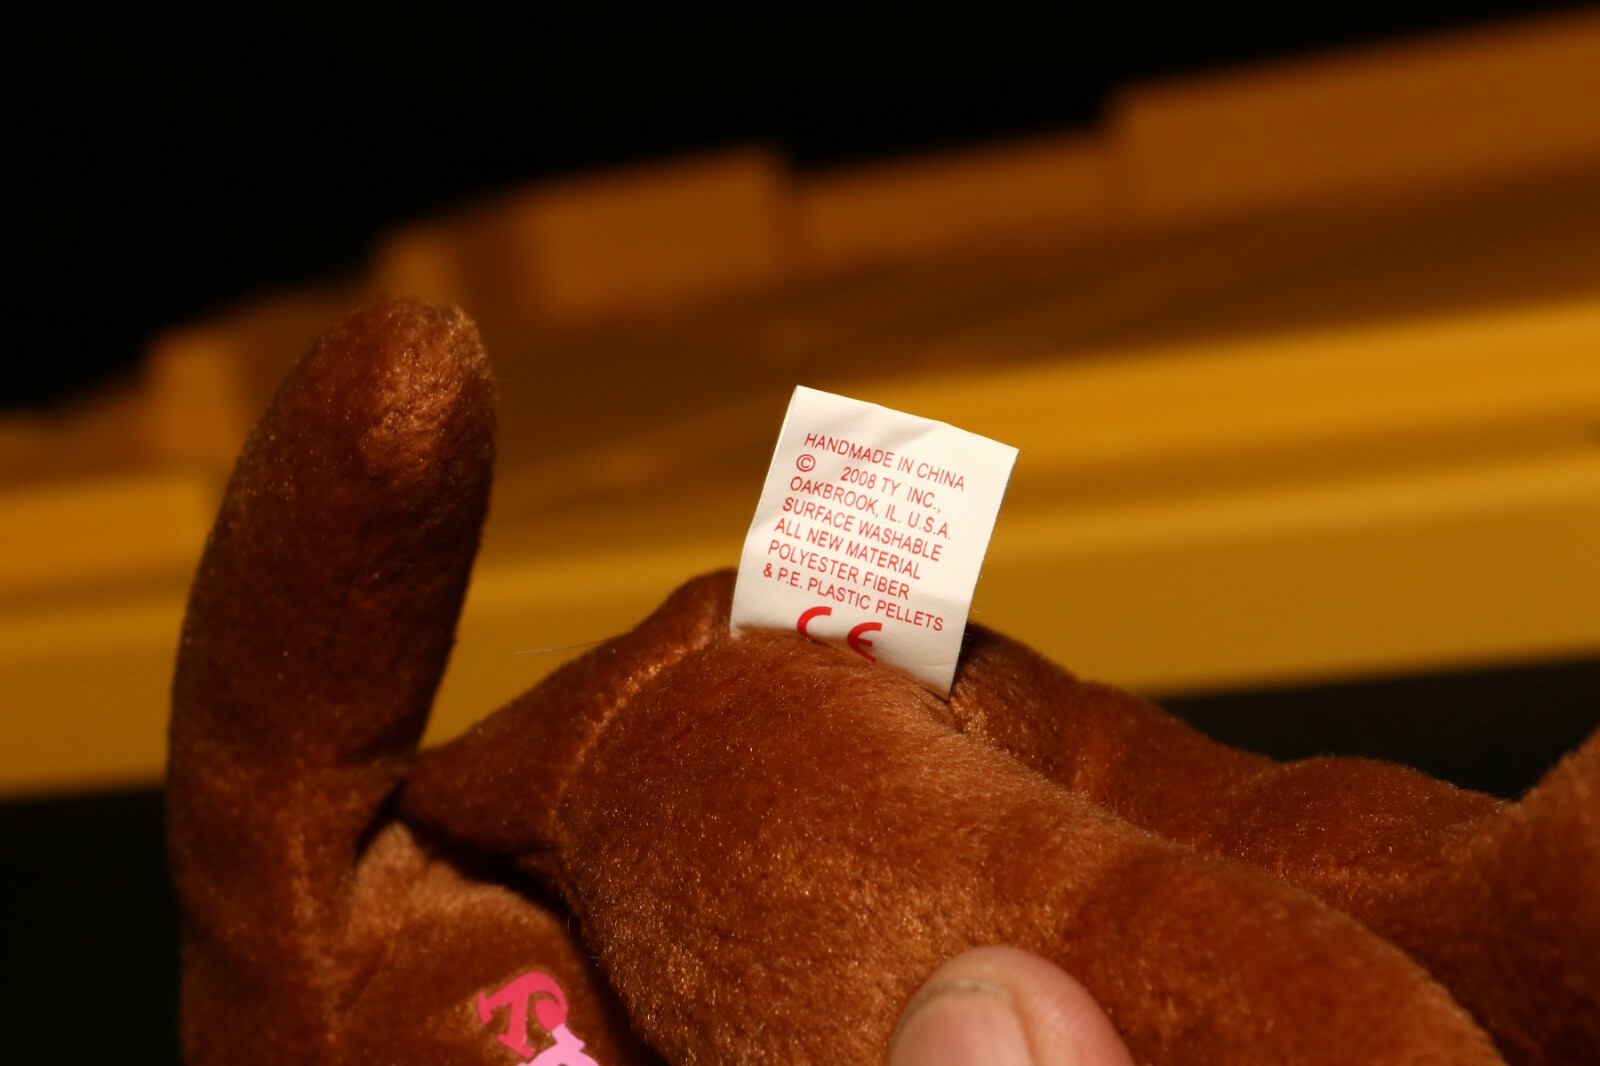 HANDMADE IN CHINA
© 2008 TY INC.,
OAKBROOK, IL. U.S.A.
SURFACE WASHABLE
ALL NEW MATERIAL
POLYESTER FIBER
& P.E. PLASTIC PELLETS
CE